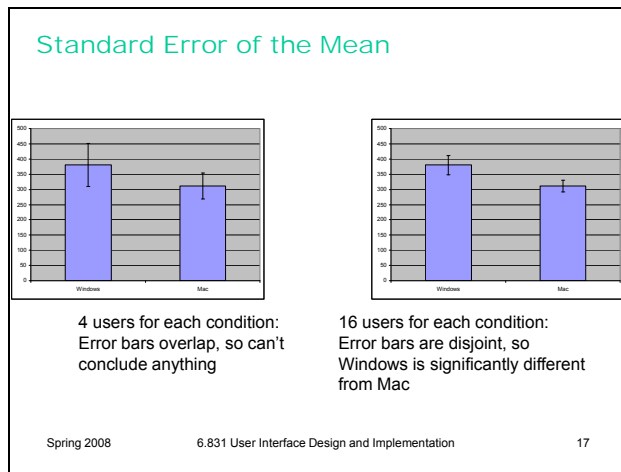 Standard Error of the Mean
500
450
400
350
300
250
200
150
100
50
0
Windows
Mac
500
450
400
350
300
250
200
150
100
50
0
Windows
Mac
4 users for each condition:
Error bars overlap, so can't
conclude anything
16 users for each condition:
Error bars are disjoint, so
Windows is significantly different
from Mac
Spring 2008
6.831 User Interface Design and Implementation
17